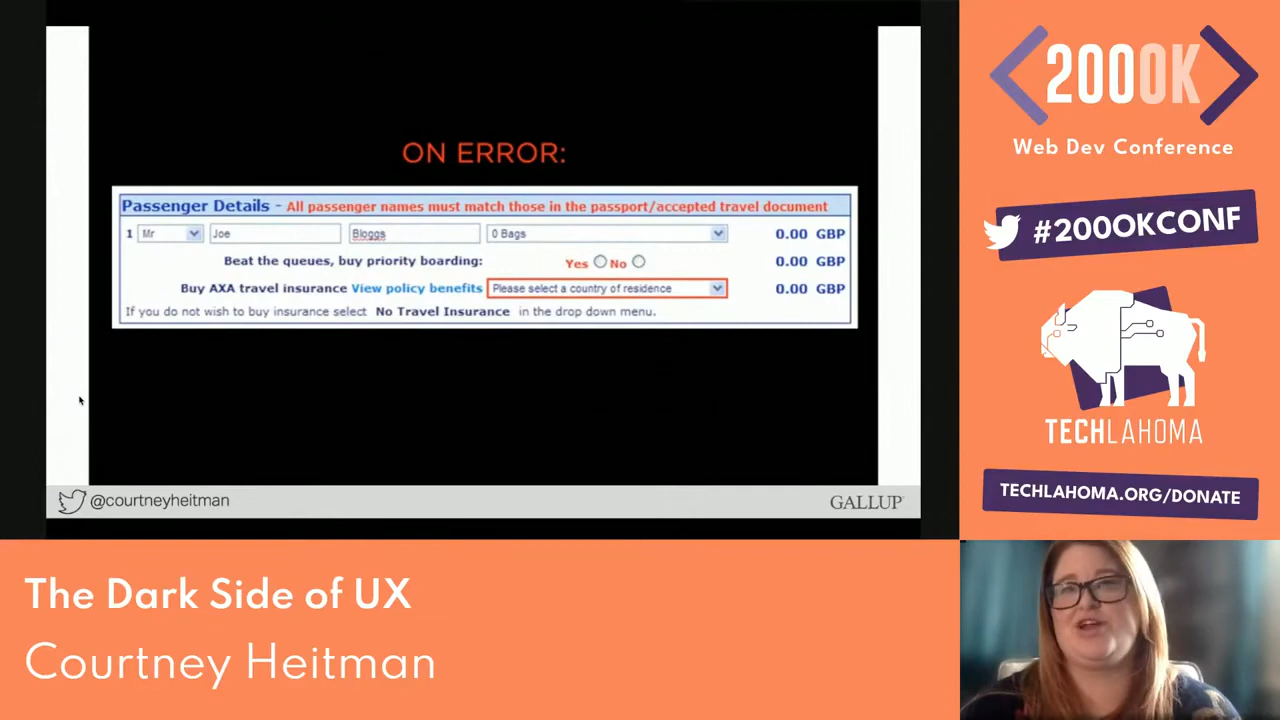 ON ERROR:
Passenger Details - All passenger names must match those in the passport/accepted travel document
1 Mr Joe Bloggs 0 Bags 0.00 GBP
Beat the queues, buy priority boarding: Yes No 0.00 GBP
Buy AXA travel insurance View policy benefits Please select a country of residence 0.00 GBP
If you do not wish to buy insurance select No Travel Insurance in the drop down menu.
@courtneyheitman
GALLUP
The Dark Side of UX
Courtney Heitman
200OK
Web Dev Conference
#200OKCONF
TECHLAHOMA
TECHLAHOMA.ORG/DONATE